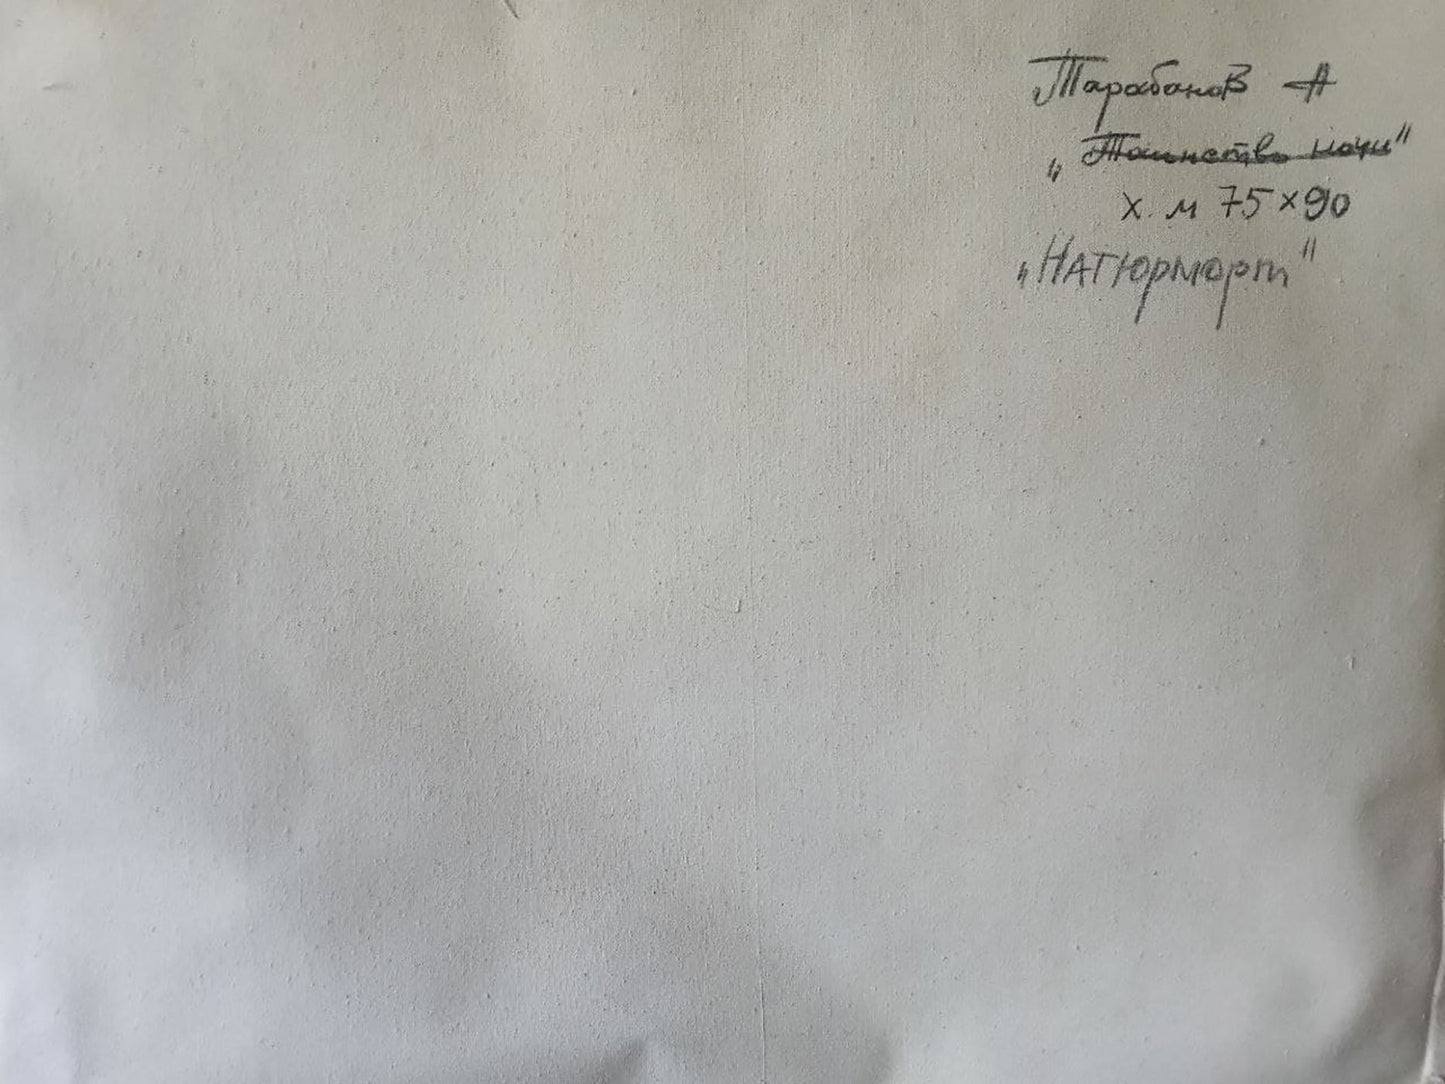 Тарабанов А
„Таинство ночи"
х. м 75×90
„Натюрморт"